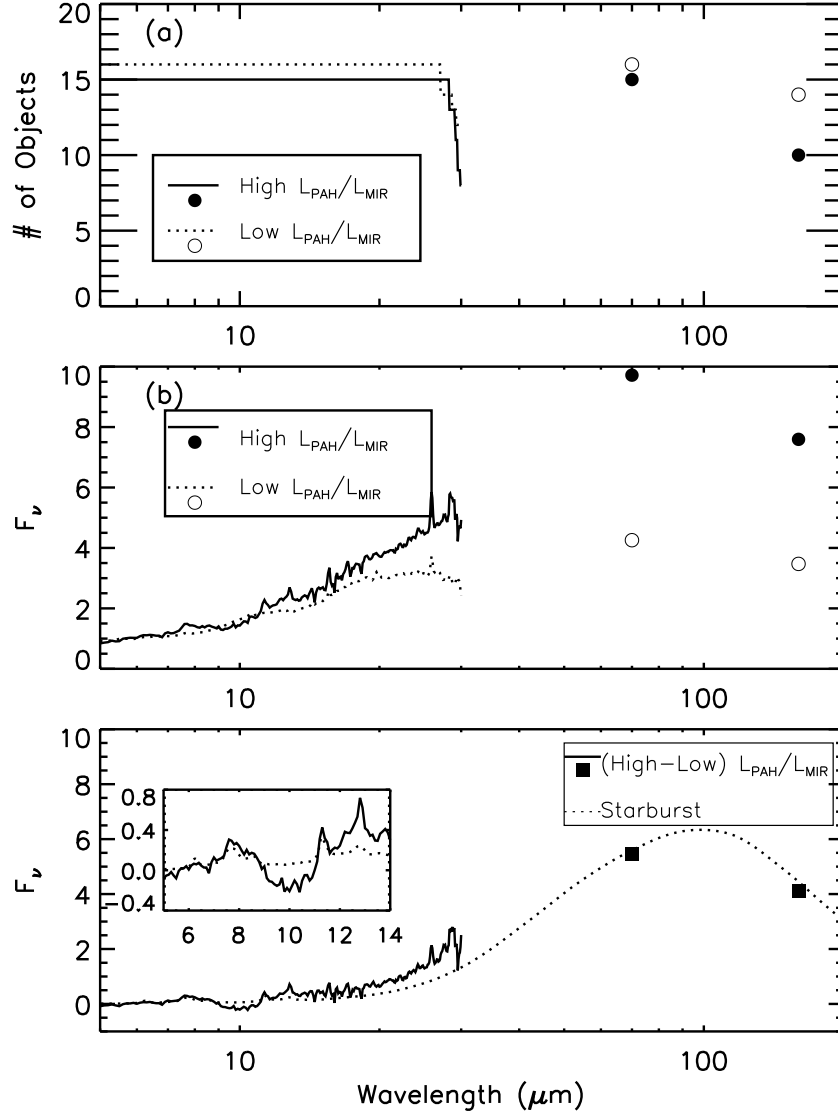 (a)
20
15
10
5
0
# of Objects
High L_PAH/L_MIR
Low L_PAH/L_MIR
10 100
(b)
10
8
6
4
2
0
F_ν
High L_PAH/L_MIR
Low L_PAH/L_MIR
10 100
10
8
6
4
2
0
F_ν
(High–Low) L_PAH/L_MIR
Starburst
0.8
0.4
0.0
–0.4
6 8 10 12 14
10 100
Wavelength (μm)